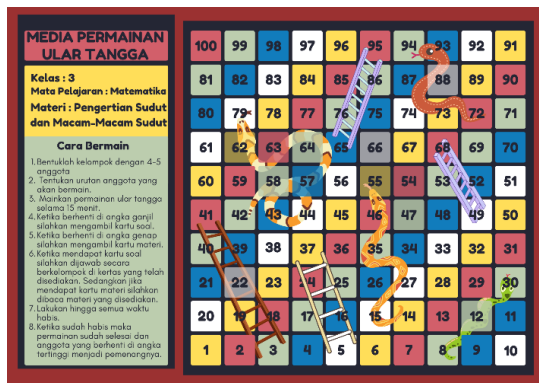 MEDIA PERMAINAN
ULAR TANGGA
Kelas : 3
Mata Pelajaran : Matematika
Materi : Pengertian Sudut
dan Macam-Macam Sudut
Cara Bermain
1. Bentuklah kelompok dengan 4-5
anggota
2. Tentukan urutan anggota yang
akan bermain.
3. Mainkan permainan ular tangga
selama 15 menit.
4. Ketika berhenti di angka ganjil
silahkan mengambil kartu soal.
5. Ketika berhenti di angka genap
silahkan mengambil kartu materi.
6. Ketika mendapat kartu soal
silahkan dijawab secara
berkelompok di kertas yang telah
disediakan. Sedangkan jika
mendapat kartu materi silahkan
dibaca materi yang disediakan.
7. Lakukan hingga semua waktu
habis.
8. Ketika sudah habis maka
permainan sudah selesai dan
anggota yang berhenti di angka
tertinggi menjadi pemenangnya.
100 99 98 97 96 95 94 93 92 91
81 82 83 84 85 86 87 88 89 90
80 79 78 77 76 75 74 73 72 71
61 62 63 64 65 66 67 68 69 70
60 59 58 57 56 55 54 53 52 51
41 42 43 44 45 46 47 48 49 50
40 39 38 37 36 35 34 33 32 31
21 22 23 24 25 26 27 28 29 30
20 19 18 17 16 15 14 13 12 11
1 2 3 4 5 6 7 8 9 10